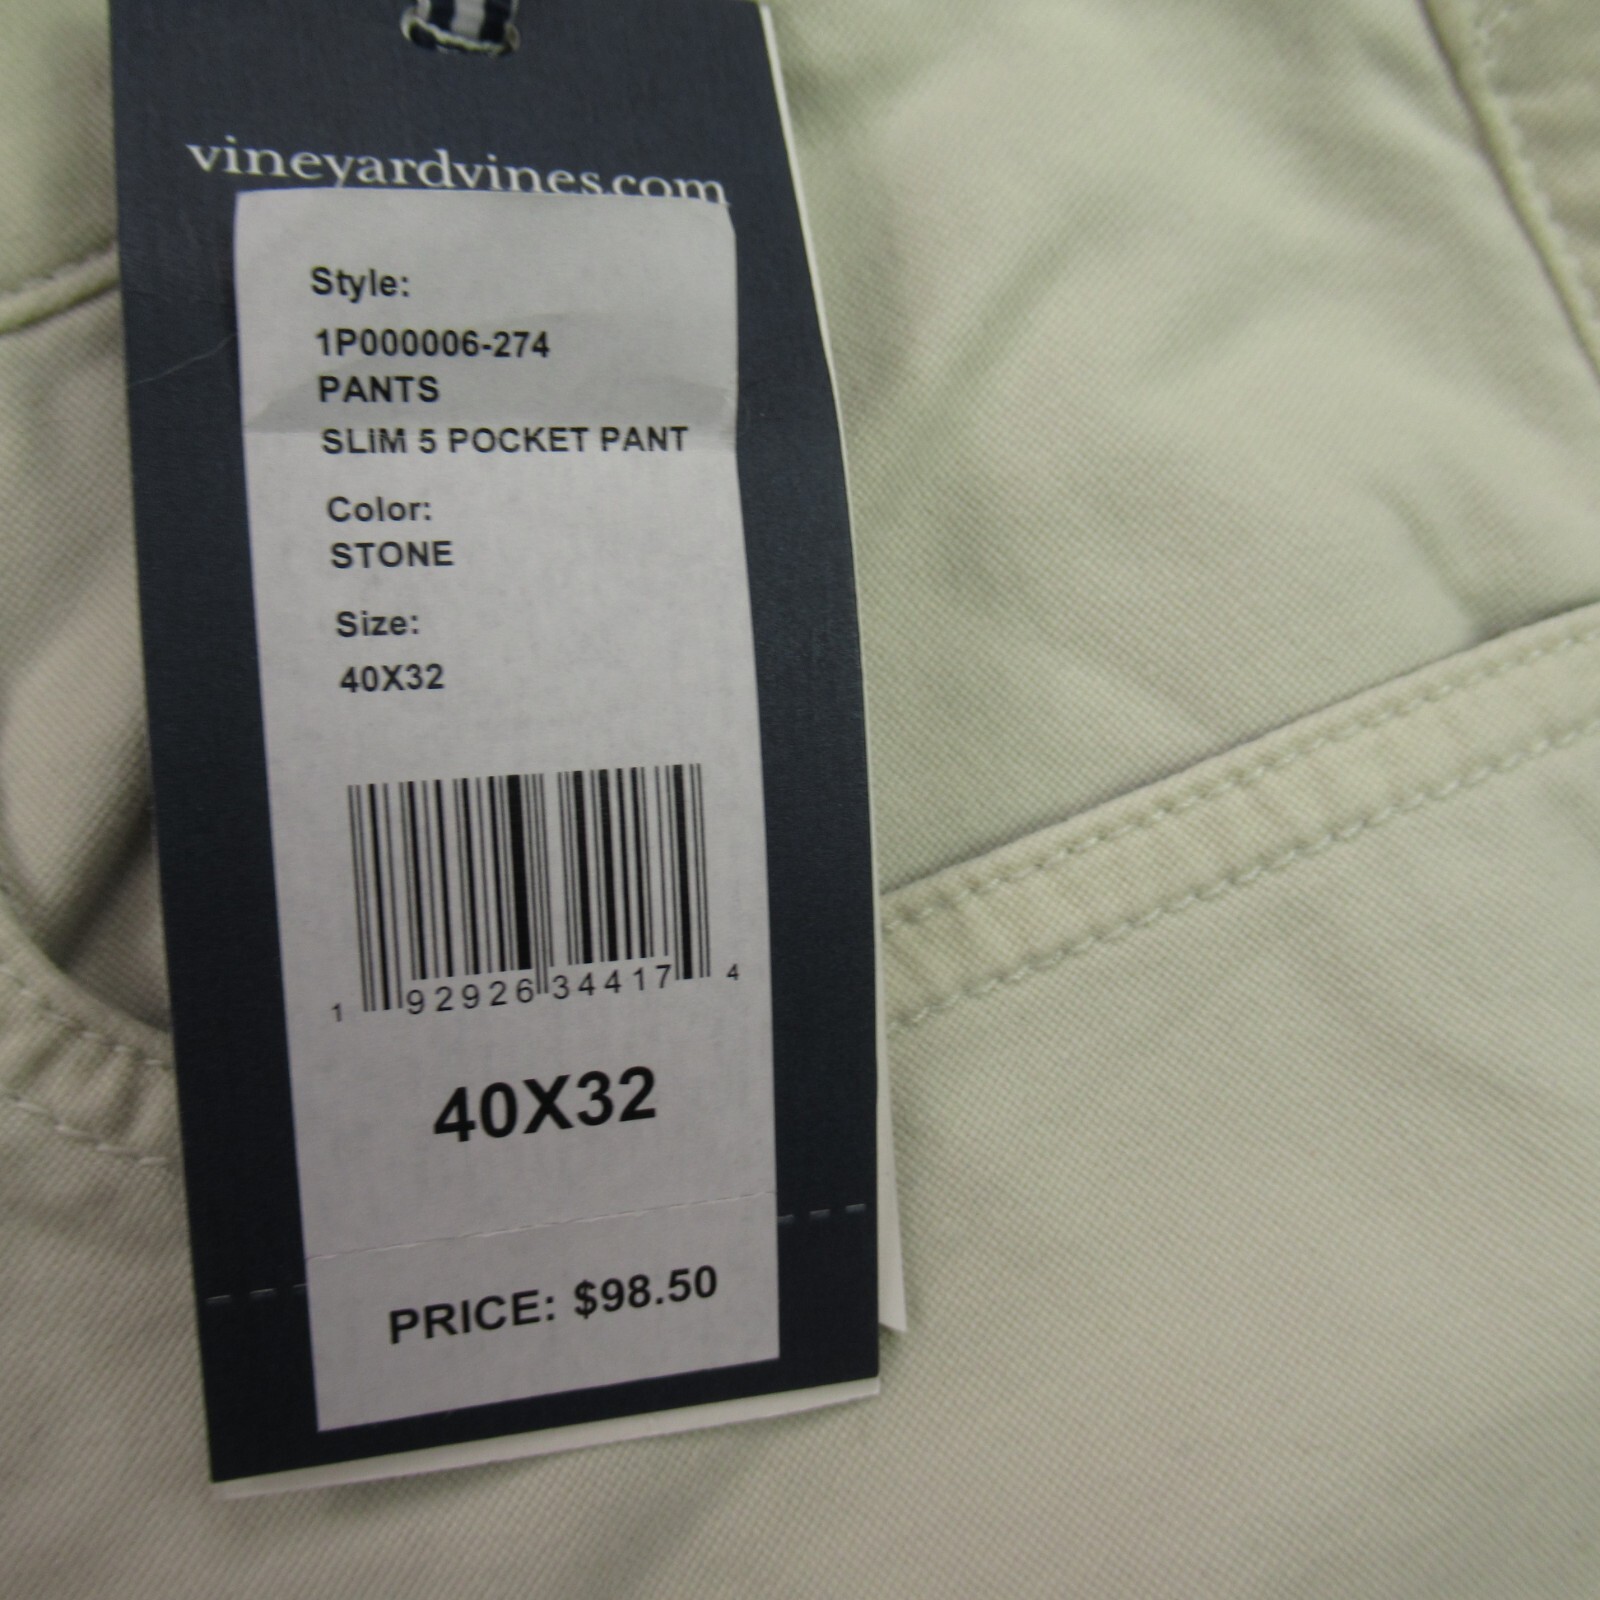 vineyardvines.com
Style:
1P000006-274
PANTS
SLIM 5 POCKET PANT
Color:
STONE
Size:
40X32
1 92926 34417 4
40X32
PRICE: $98.50